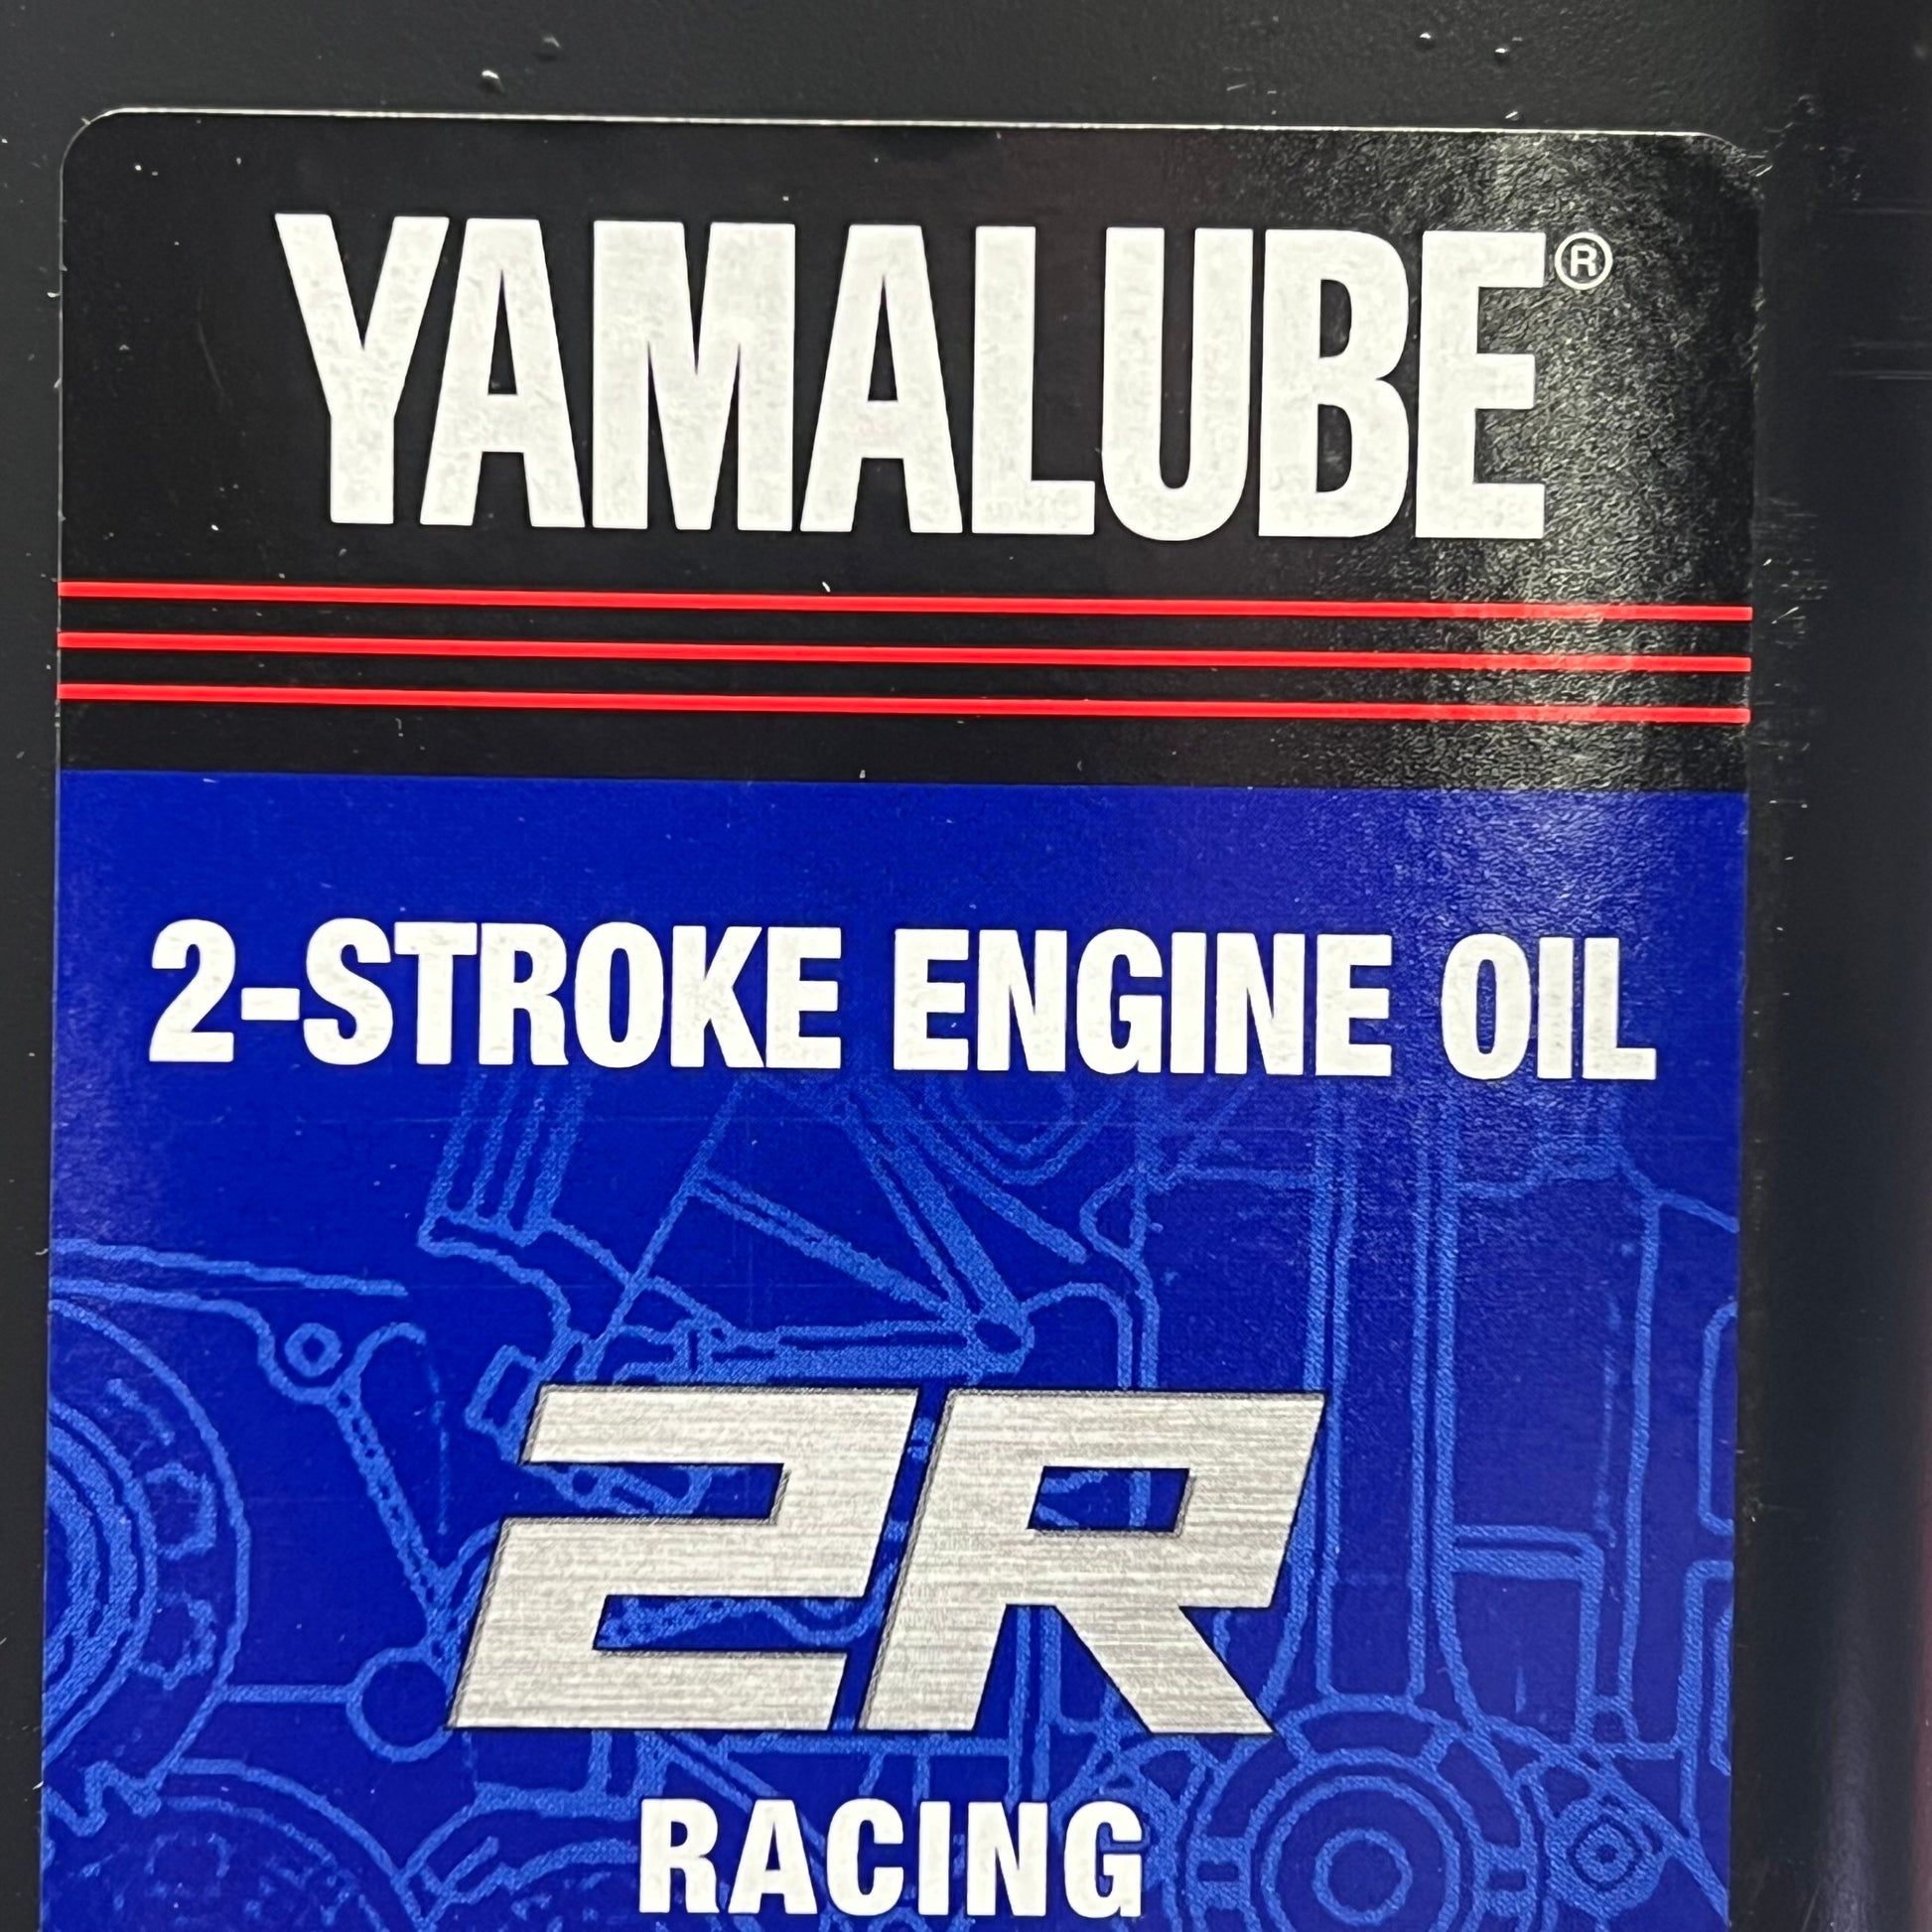 YAMALUBE®
2-STROKE ENGINE OIL
2R
RACING